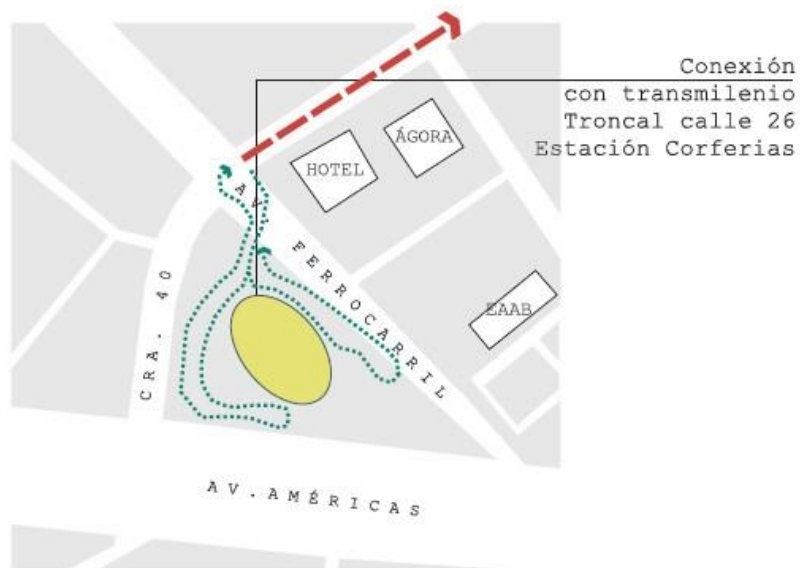 Conexión
con transmilenio
Troncal calle 26
Estación Corferias
ÁGORA
HOTEL
AV. FERROCARRIL
EAAB
CRA. 40
AV.AMÉRICAS